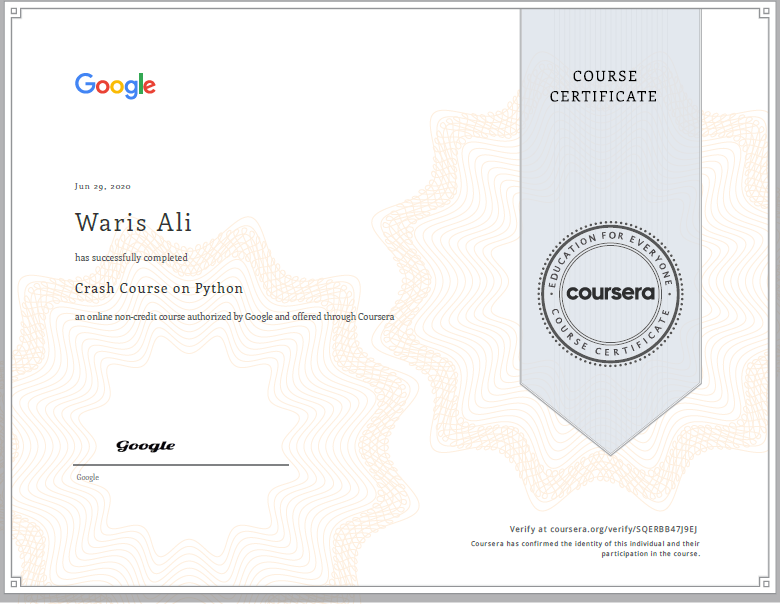 Google
COURSE
CERTIFICATE
Jun 29, 2020
Waris Ali
has successfully completed
Crash Course on Python
an online non-credit course authorized by Google and offered through Coursera
EDUCATION FOR EVERYONE
coursera
COURSE CERTIFICATE
Google
Google
Verify at coursera.org/verify/SQERBB47J9EJ
Coursera has confirmed the identity of this individual and their
participation in the course.